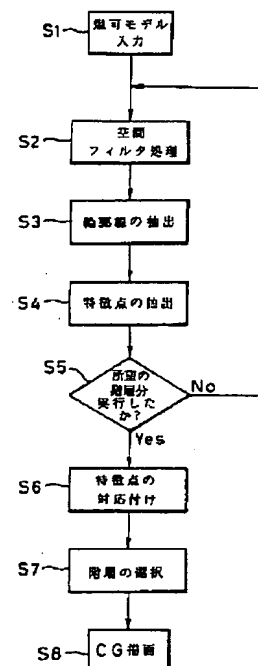 S1
認可モデル
入力
S2
空間
フィルタ処理
S3
輪郭線の抽出
S4
特徴点の抽出
S5
所望の
階層分
実行した
か?
No
Yes
S6
特徴点の
対応付け
S7
階層の選択
S8
CG描画